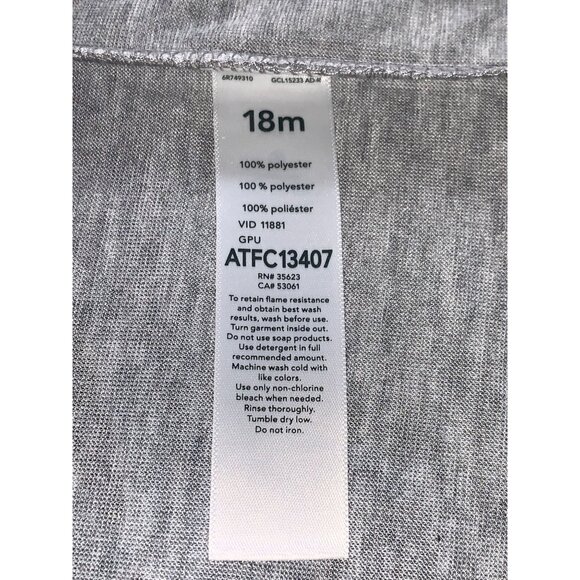 6R749310 GCL15233 AD-R
18m
100% polyester
100 % polyester
100% poliéster
VID 11881
GPU
ATFC13407
RN# 35623
CA# 53061
To retain flame resistance
and obtain best wash
results, wash before use.
Turn garment inside out.
Do not use soap products.
Use detergent in full
recommended amount.
Machine wash cold with
like colors.
Use only non-chlorine
bleach when needed.
Rinse thoroughly.
Tumble dry low.
Do not iron.